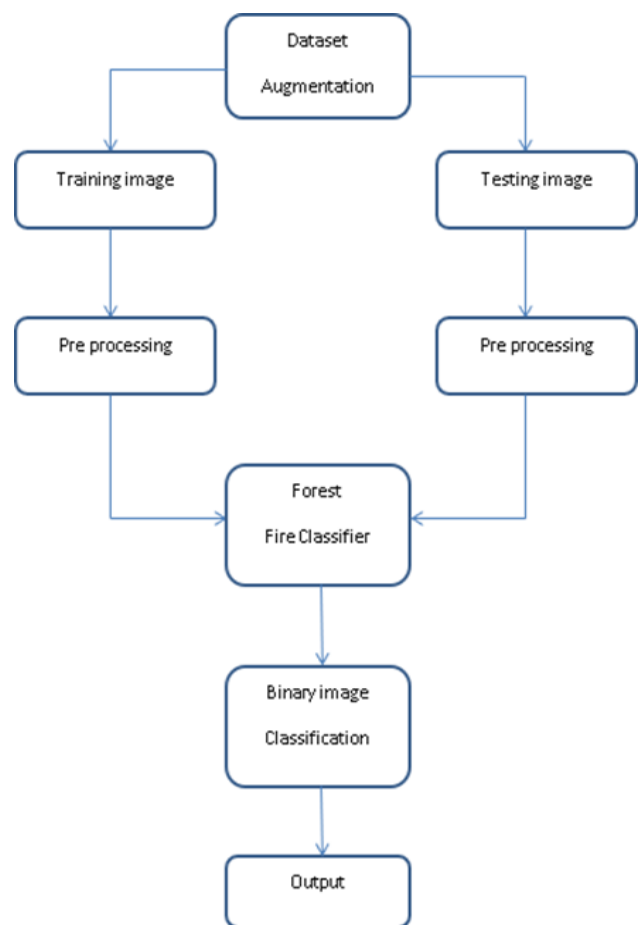 Dataset
Augmentation
Training image
Testing image
Pre processing
Pre processing
Forest
Fire Classifier
Binary image
Classification
Output